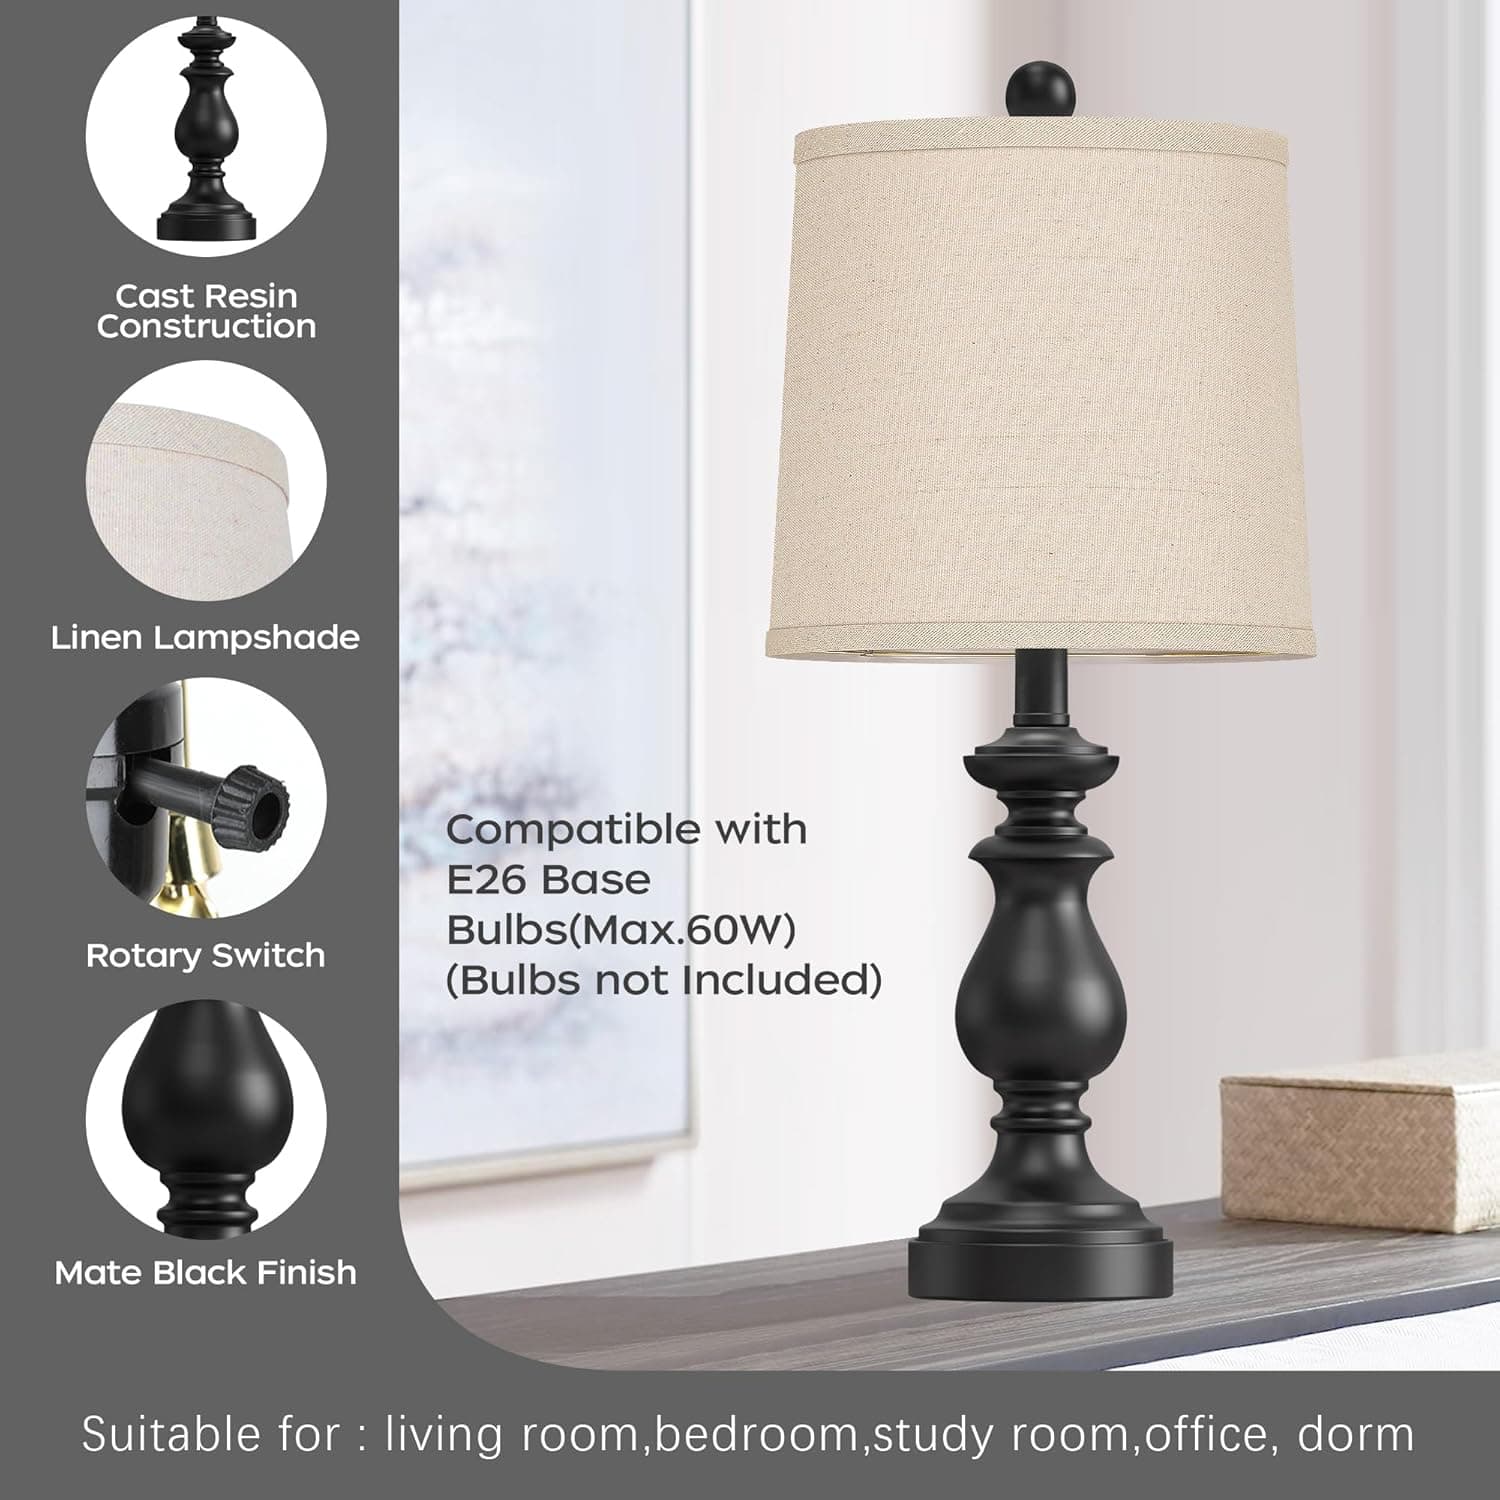 Cast Resin
Construction
Linen Lampshade
Rotary Switch
Mate Black Finish
Compatible with
E26 Base
Bulbs(Max.60W)
(Bulbs not Included)
Suitable for : living room,bedroom,study room,office, dorm